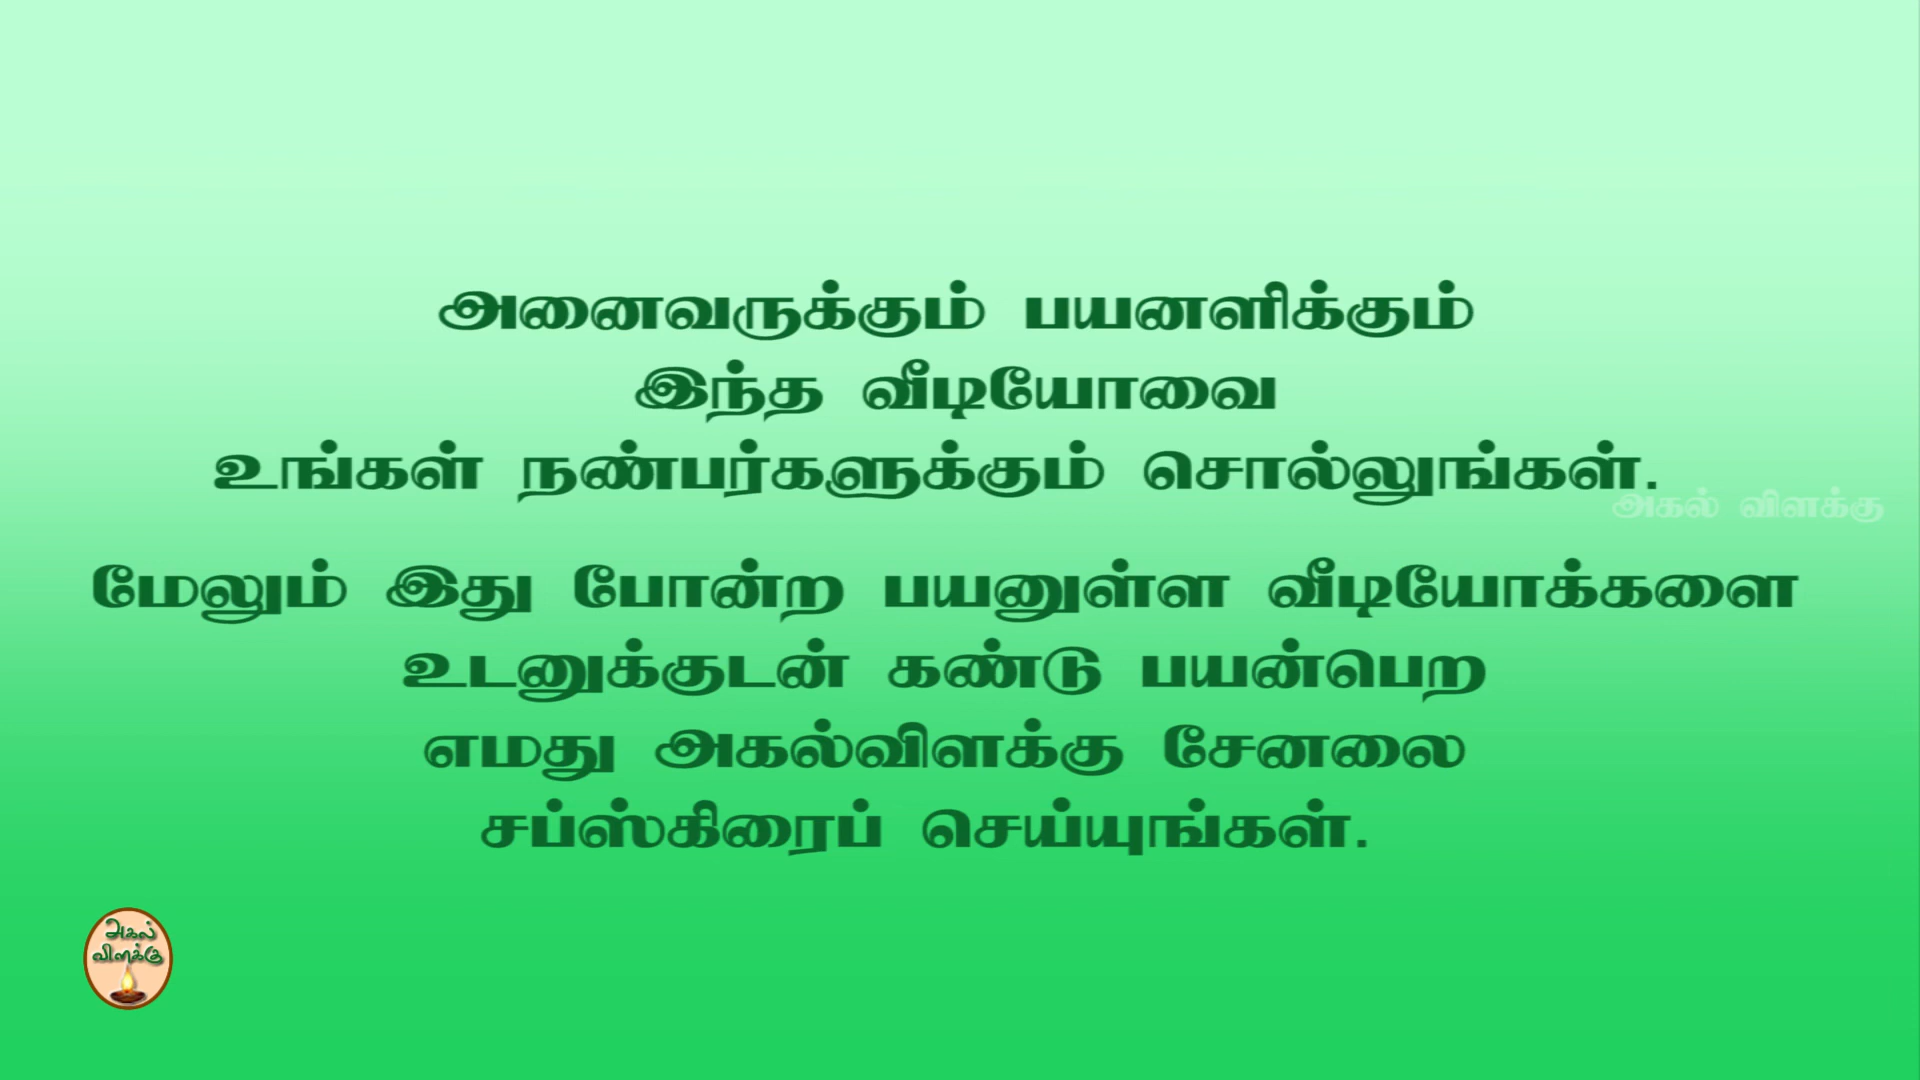 அனைவருக்கும் பயனளிக்கும்
இந்த வீடியோவை
உங்கள் நண்பர்களுக்கும் சொல்லுங்கள்.
அகல் விளக்கு
மேலும் இது போன்ற பயனுள்ள வீடியோக்களை
உடனுக்குடன் கண்டு பயன்பெற
எமது அகல்விளக்கு சேனலை
சப்ஸ்கிரைப் செய்யுங்கள்.
அகல்
விளக்கு